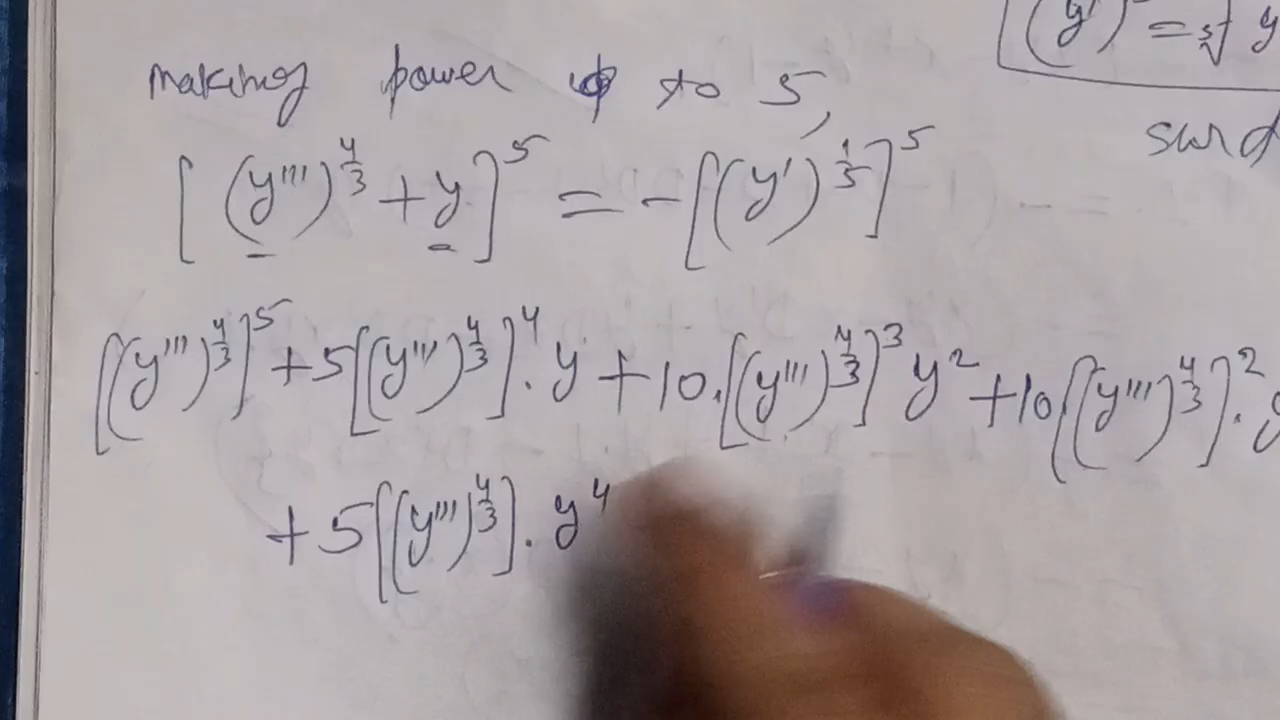 (y')⁻ = ⁵√ y
making power to 5,
surd
[(y''')^{4/3} + y]^5 = -[(y')^{1/5}]^5
[(y''')^{4/3}]^5 + 5[(y''')^{4/3}]^4 . y + 10.[(y''')^{4/3}]^3 y^2 + 10[(y''')^{4/3}]^2 . y
+ 5[(y''')^{4/3}] . y^4